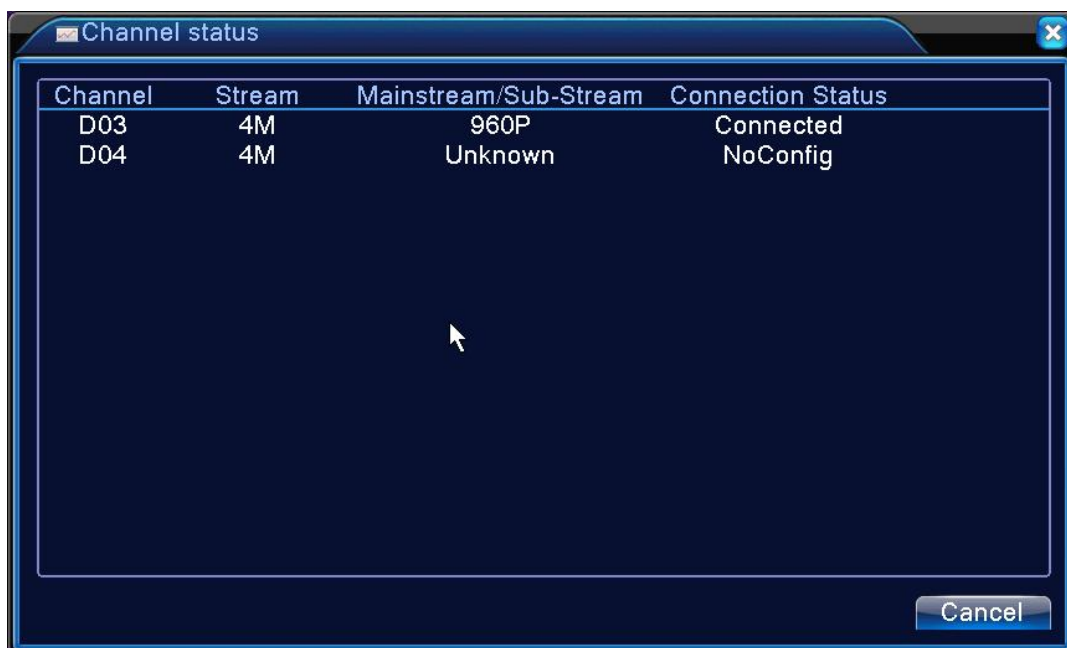 Channel status
Channel Stream Mainstream/Sub-Stream Connection Status
D03 4M 960P Connected
D04 4M Unknown NoConfig
Cancel